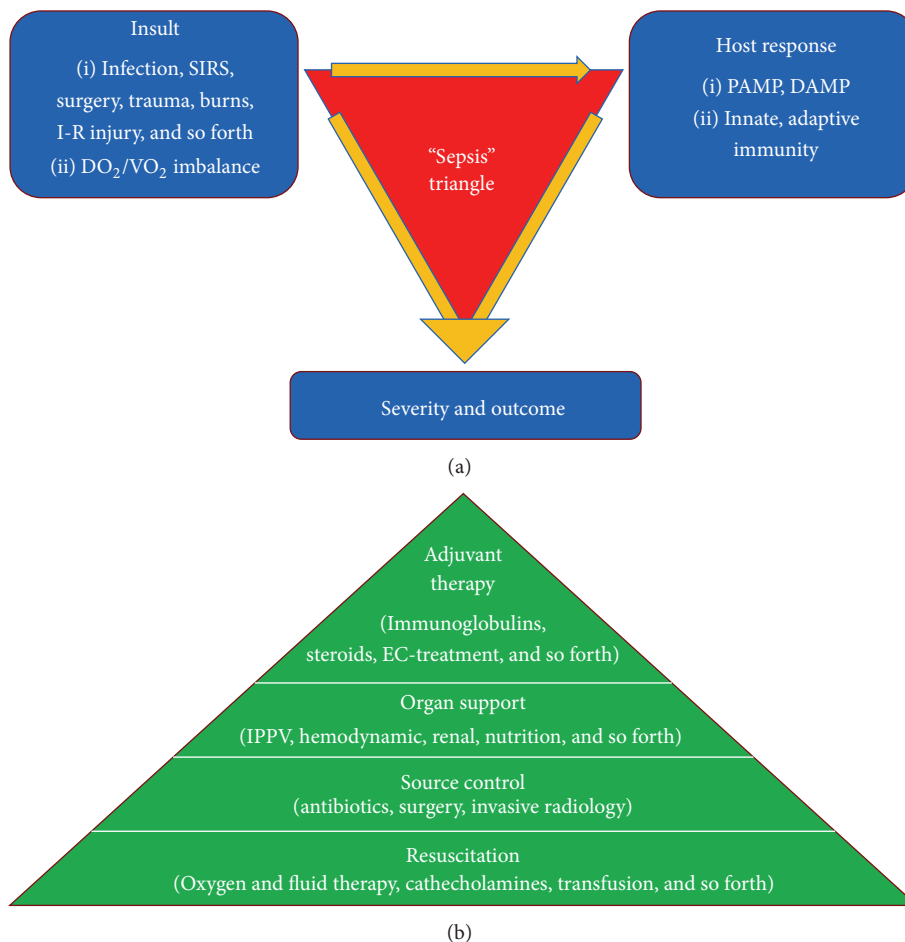 Insult
(i) Infection, SIRS,
surgery, trauma, burns,
I-R injury, and so forth
(ii) DO₂/VO₂ imbalance
“Sepsis”
triangle
Host response
(i) PAMP, DAMP
(ii) Innate, adaptive
immunity
Severity and outcome
(a)
Adjuvant
therapy
(Immunoglobulins,
steroids, EC-treatment, and so forth)
Organ support
(IPPV, hemodynamic, renal, nutrition, and so forth)
Source control
(antibiotics, surgery, invasive radiology)
Resuscitation
(Oxygen and fluid therapy, cathecholamines, transfusion, and so forth)
(b)